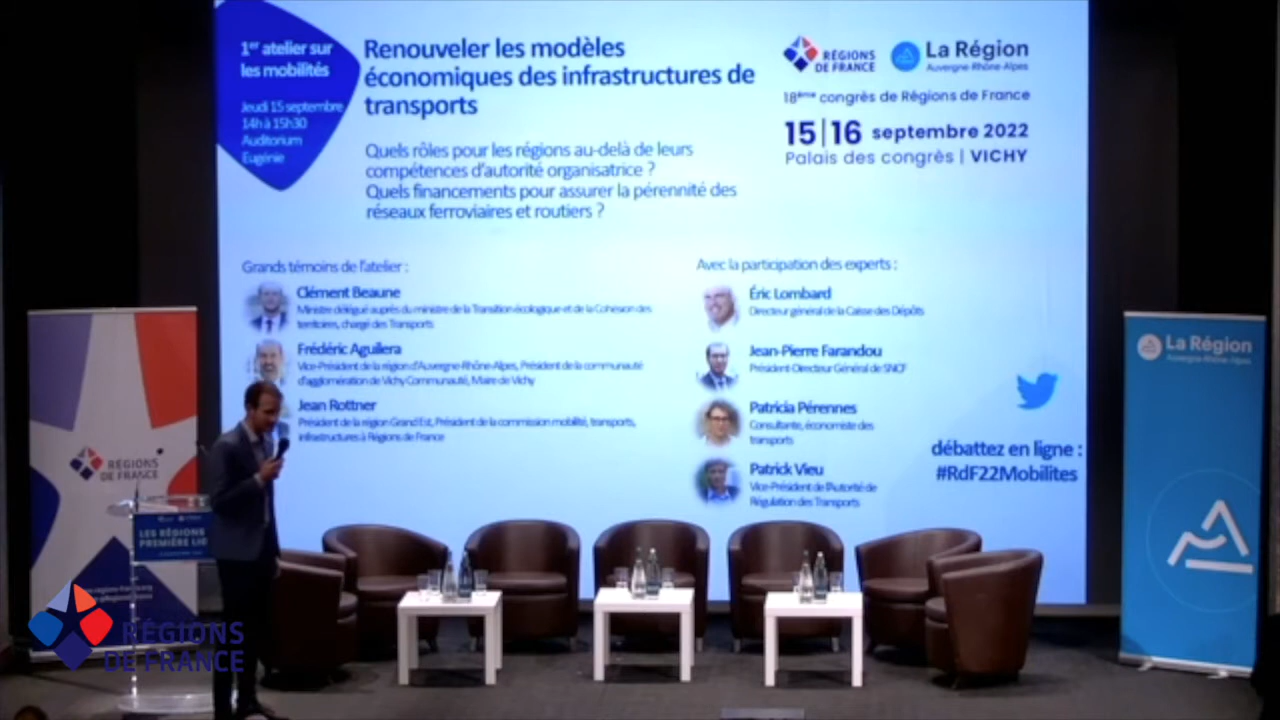 1er atelier sur
les mobilités
Jeudi 15 septembre
14h à 15h30
Auditorium
Eugénie
Renouveler les modèles
économiques des infrastructures de
transports
Quels rôles pour les régions au-delà de leurs
compétences d'autorité organisatrice ?
Quels financements pour assurer la pérennité des
réseaux ferroviaires et routiers ?
RÉGIONS
DE FRANCE
La Région
Auvergne-Rhône-Alpes
18ème congrès de Régions de France
15|16 septembre 2022
Palais des congrès | VICHY
Grands témoins de l'atelier :
Clément Beaune
Ministre délégué auprès du ministre de la Transition écologique et de la Cohésion des
territoires, chargé des Transports
Frédéric Aguilera
Vice-Président de la région d'Auvergne-Rhône-Alpes, Président de la communauté
d'agglomération de Vichy Communauté, Maire de Vichy
Jean Rottner
Président de la région Grand Est, Président de la commission mobilité, transports,
infrastructures à Régions de France
Avec la participation des experts :
Éric Lombard
Directeur général de la Caisse des Dépôts
Jean-Pierre Farandou
Président-Directeur Général de SNCF
Patricia Pérennes
Consultante, économiste des
transports
Patrick Vieu
Vice-Président de l'Autorité de
Régulation des Transports
débattez en ligne :
#RdF22Mobilites
RÉGIONS
DE FRANCE
LES RÉGIONS
PREMIÈRE LIG
La Région
Auvergne-Rhône-Alpes
RÉGIONS
DE FRANCE